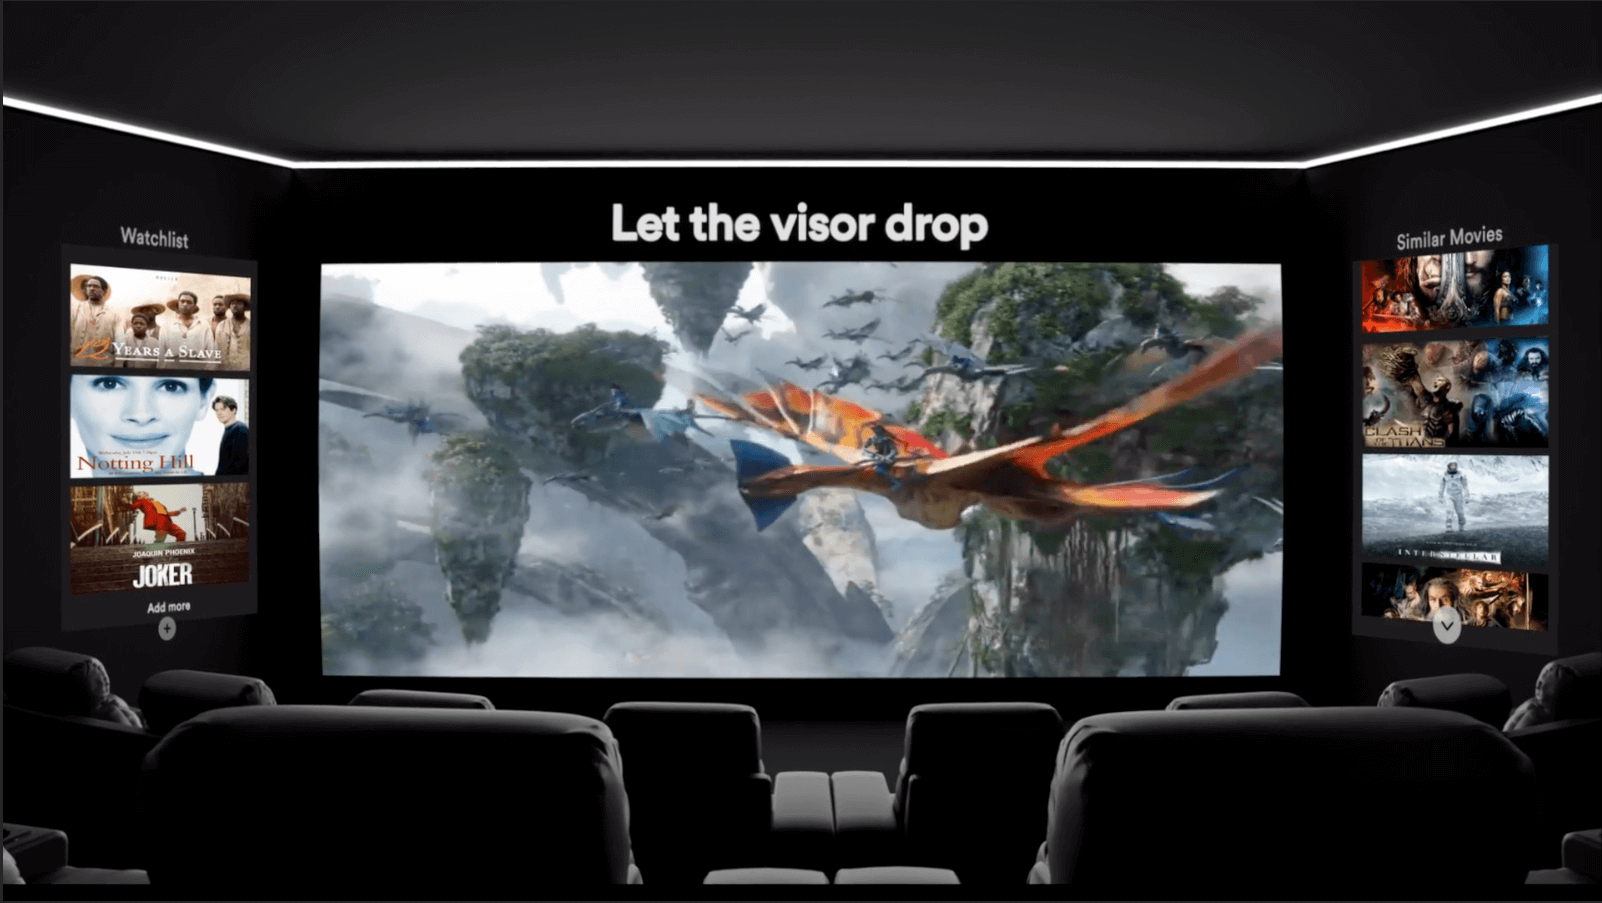 Let the visor drop
Watchlist
12 YEARS A SLAVE
Notting Hill
JOAQUIN PHOENIX
JOKER
Add more
Similar Movies
CLASH
OF THE TITANS
INTERSTELLAR